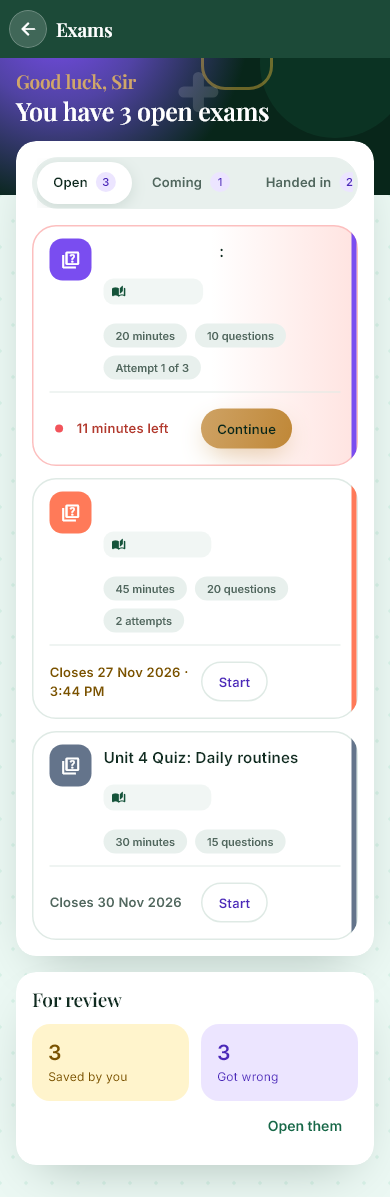 Exams
Good luck, Sir
You have 3 open exams
Open 3 Coming 1 Handed in 2
:
20 minutes 10 questions
Attempt 1 of 3
11 minutes left Continue
45 minutes 20 questions
2 attempts
Closes 27 Nov 2026 ·
3:44 PM
Start
Unit 4 Quiz: Daily routines
30 minutes 15 questions
Closes 30 Nov 2026 Start
For review
3 3
Saved by you Got wrong
Open them